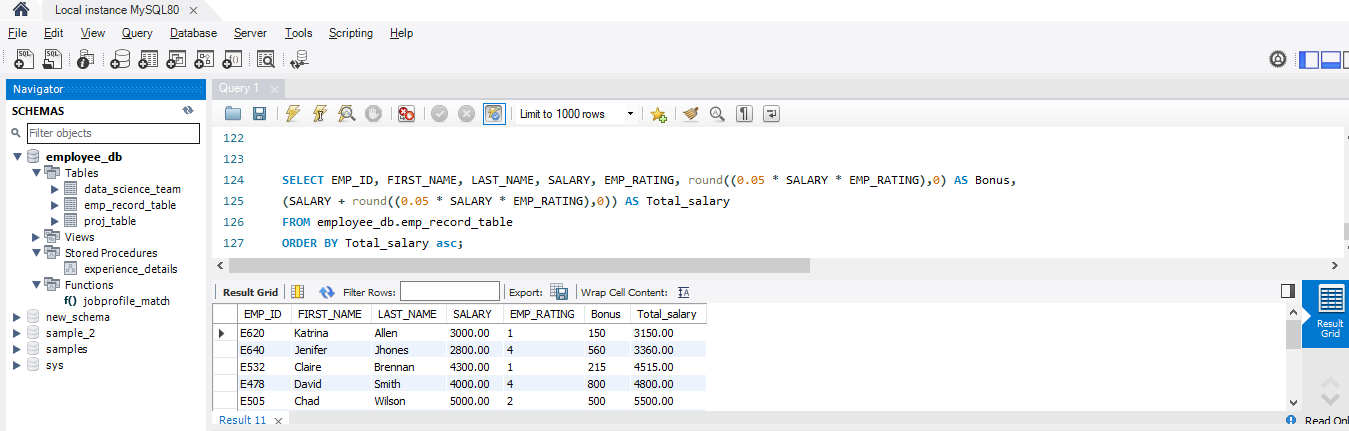 Local instance MySQL80
File Edit View Query Database Server Tools Scripting Help
Navigator
SCHEMAS
Filter objects
employee_db
Tables
data_science_team
emp_record_table
proj_table
Views
Stored Procedures
experience_details
Functions
f() jobprofile_match
new_schema
sample_2
samples
sys
Query 1
Limit to 1000 rows
122
123
124 SELECT EMP_ID, FIRST_NAME, LAST_NAME, SALARY, EMP_RATING, round((0.05 * SALARY * EMP_RATING),0) AS Bonus,
125 (SALARY + round((0.05 * SALARY * EMP_RATING),0)) AS Total_salary
126 FROM employee_db.emp_record_table
127 ORDER BY Total_salary asc;
Result Grid Filter Rows: Export: Wrap Cell Content:
EMP_ID FIRST_NAME LAST_NAME SALARY EMP_RATING Bonus Total_salary
E620 Katrina Allen 3000.00 1 150 3150.00
E640 Jenifer Jhones 2800.00 4 560 3360.00
E532 Claire Brennan 4300.00 1 215 4515.00
E478 David Smith 4000.00 4 800 4800.00
E505 Chad Wilson 5000.00 2 500 5500.00
Result
Grid
Result 11
Read Onl